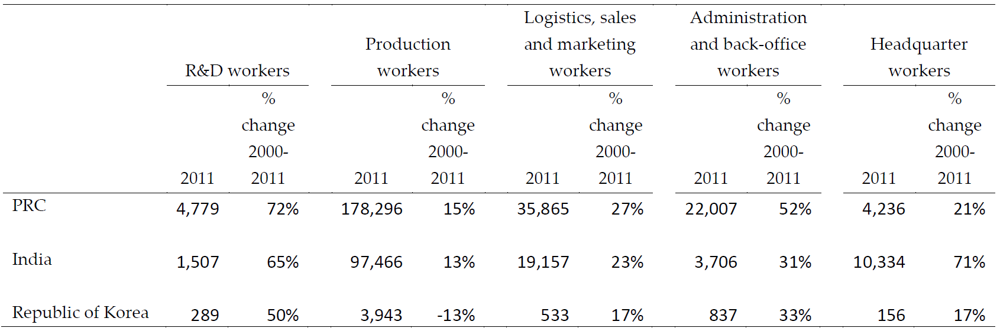 Logistics, sales Administration
Production and marketing and back-office Headquarter
R&D workers workers workers workers workers
% % % % %
change change change change change
2000- 2000- 2000- 2000- 2000-
2011 2011 2011 2011 2011 2011 2011 2011 2011 2011
PRC 4,779 72% 178,296 15% 35,865 27% 22,007 52% 4,236 21%
India 1,507 65% 97,466 13% 19,157 23% 3,706 31% 10,334 71%
Republic of Korea 289 50% 3,943 -13% 533 17% 837 33% 156 17%